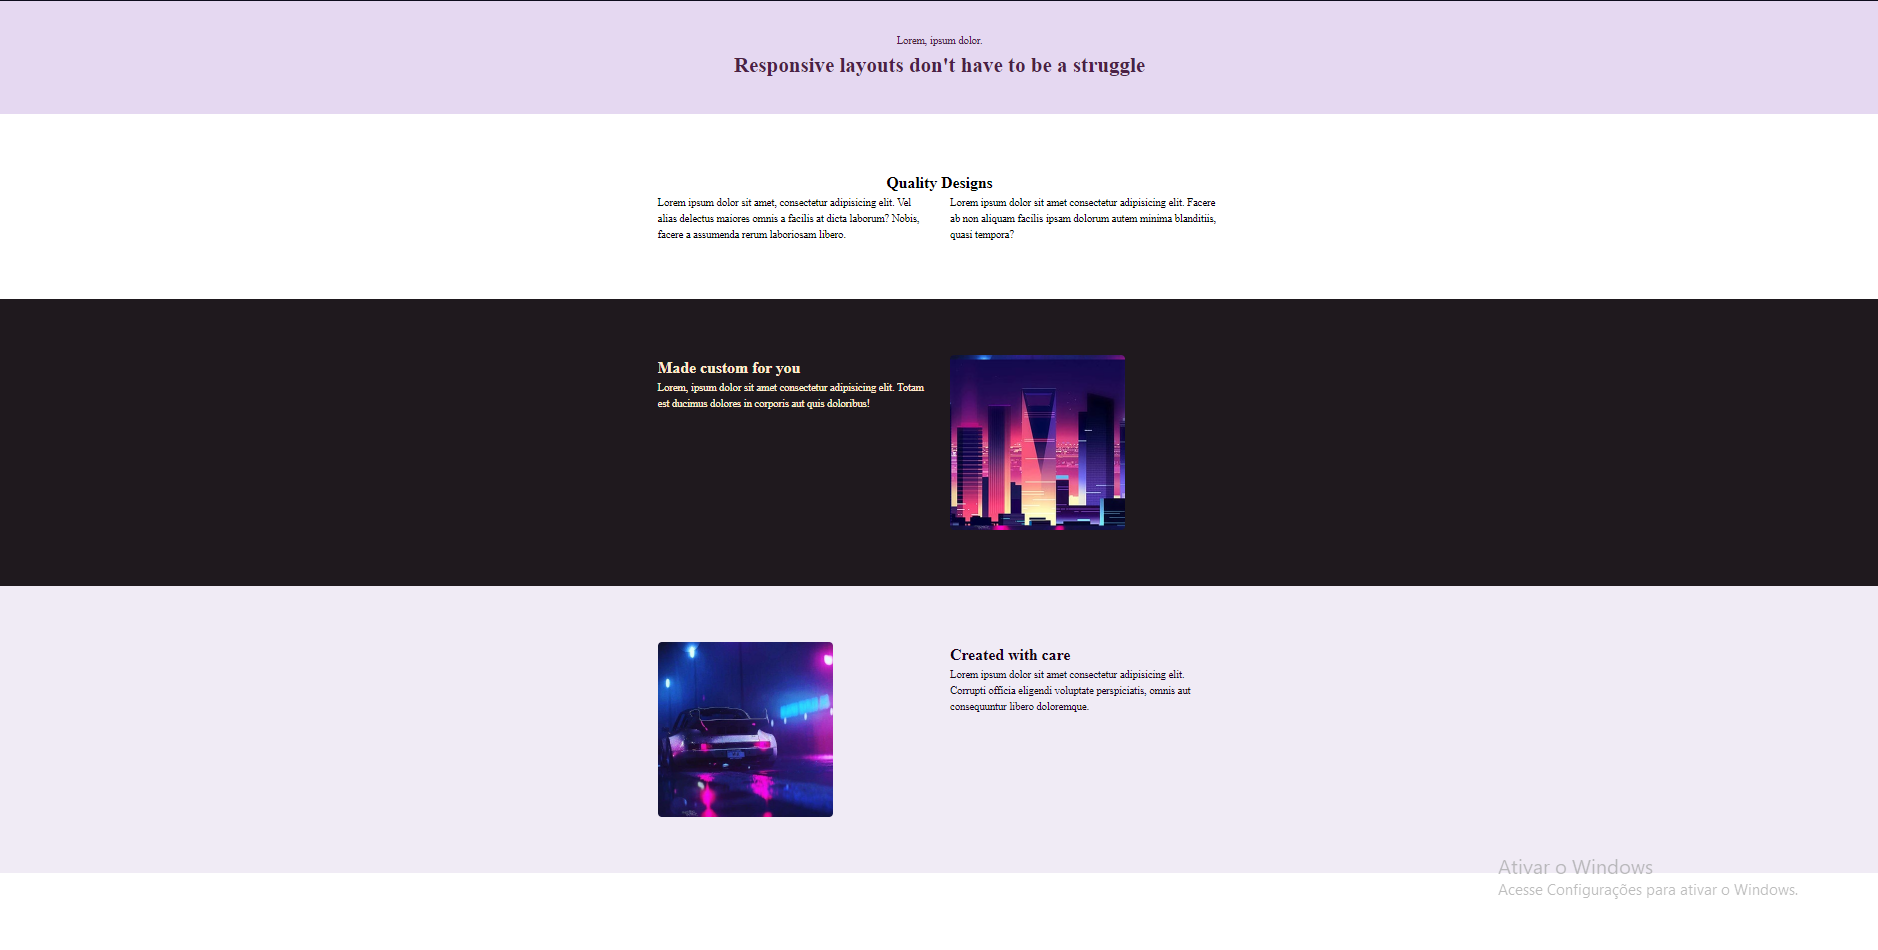 Lorem, ipsum dolor.
Responsive layouts don't have to be a struggle
Quality Designs
Lorem ipsum dolor sit amet, consectetur adipisicing elit. Vel
alias delectus maiores omnis a facilis at dicta laborum? Nobis,
facere a assumenda rerum laboriosam libero.
Lorem ipsum dolor sit amet consectetur adipisicing elit. Facere
ab non aliquam facilis ipsam dolorum autem minima blanditiis,
quasi tempora?
Made custom for you
Lorem, ipsum dolor sit amet consectetur adipisicing elit. Totam
est ducimus dolores in corporis aut quis doloribus!
Created with care
Lorem ipsum dolor sit amet consectetur adipisicing elit.
Corrupti officia eligendi voluptate perspiciatis, omnis aut
consequuntur libero doloremque.
Ativar o Windows
Acesse Configurações para ativar o Windows.